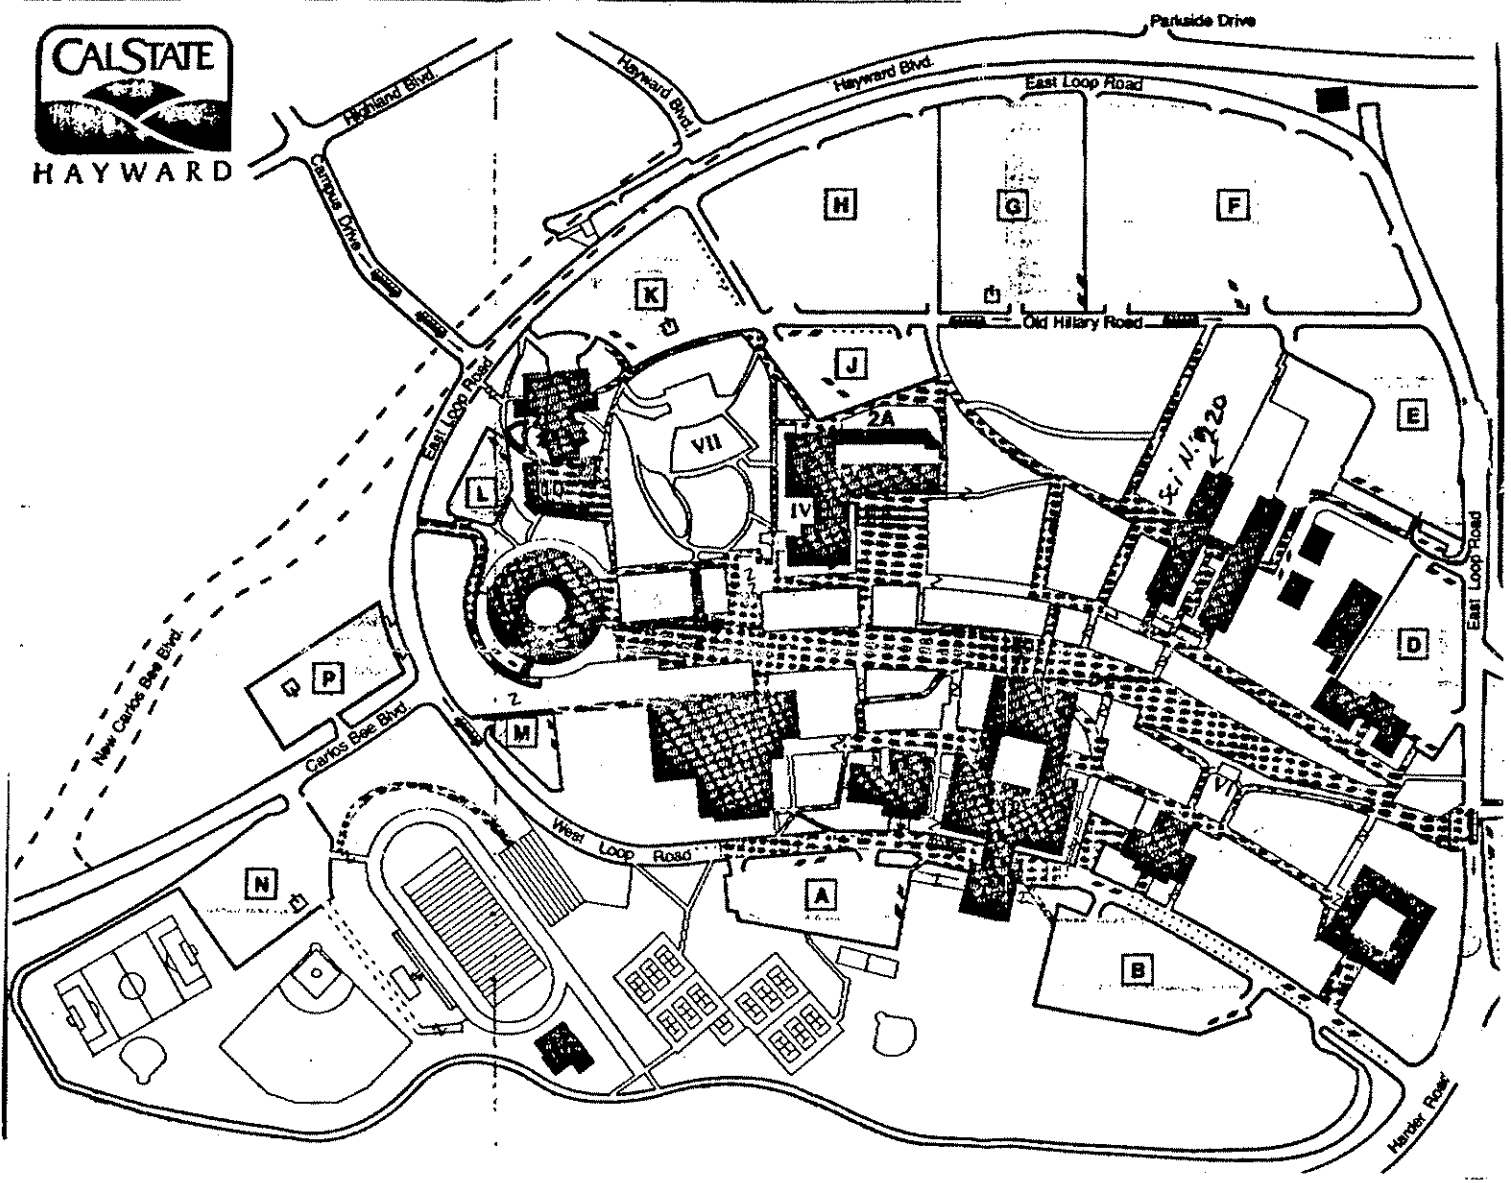 Parkside Drive
CALSTATE
HAYWARD
Highland Blvd.
Hayward Blvd.
Hayward Blvd.
East Loop Road
Campus Drive
H
G
F
K
Old Hillary Road
J
E
East Loop Road
2A
VII
L
10
IV
East Loop Road
D
New Carlos Bee Blvd.
P
M
Carlos Bee Blvd.
VI
West Loop Road
N
A
B
Harder Road